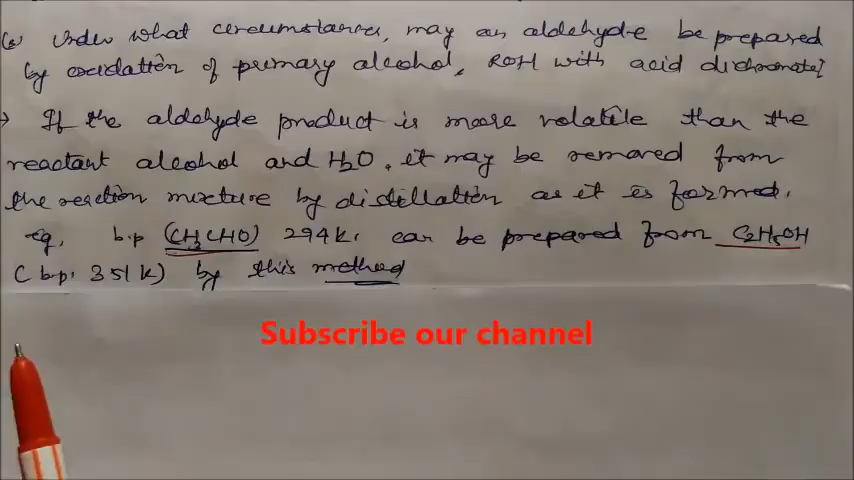 Under what circumstances, may an aldehyde be prepared
by oxidation of primary alcohol, ROH with acid dichromate?
→ If the aldehyde product is more volatile than the
reactant alcohol and H2O, it may be removed from
the reaction mixture by distillation as it is formed.
eg, b.p (CH3CHO) 294K, can be prepared from C2H5OH
(b.p. 351K) by this method
Subscribe our channel